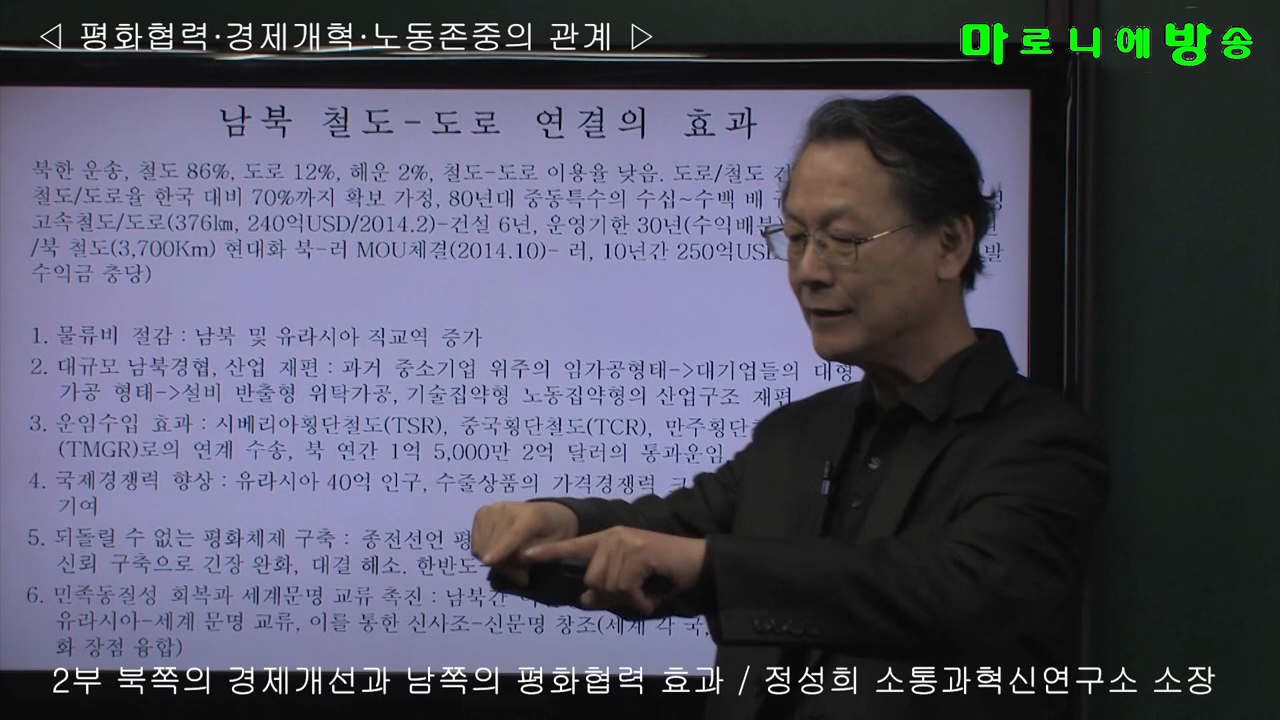 ◁ 평화협력·경제개혁·노동존중의 관계 ▷
마로니에방송
남북 철도-도로 연결의 효과
북한 운송, 철도 86%, 도로 12%, 해운 2%, 철도-도로 이용율 낮음. 도로/철도
철도/도로율 한국 대비 70%까지 확보 가정, 80년대 중동특수의 수십~수백 배
고속철도/도로(376㎞, 240억USD/2014.2)-건설 6년, 운영기한 30년(수익배분
/북 철도(3,700Km) 현대화 북-러 MOU체결(2014.10)- 러, 10년간 250억USD 발
수익금 충당)
1. 물류비 절감 : 남북 및 유라시아 직교역 증가
2. 대규모 남북경협, 산업 재편 : 과거 중소기업 위주의 임가공형태->대기업들의 대형
가공 형태->설비 반출형 위탁가공, 기술집약형 노동집약형의 산업구조 재편
3. 운임수입 효과 : 시베리아횡단철도(TSR), 중국횡단철도(TCR), 만주횡단
(TMGR)로의 연계 수송, 북 연간 1억 5,000만 2억 달러의 통과운임
4. 국제경쟁력 향상 : 유라시아 40억 인구, 수줄상품의 가격경쟁력
기여
5. 되돌릴 수 없는 평화체제 구축 : 종전선언
신뢰 구축으로 긴장 완화, 대결 해소. 한반도
6. 민족동질성 회복과 세계문명 교류 촉진 : 남북간
유라시아-세계 문명 교류, 이를 통한 신사조-신문명 창조(세계 각 국,
화 장점 융합)
2부 북쪽의 경제개선과 남쪽의 평화협력 효과 / 정성희 소통과혁신연구소 소장